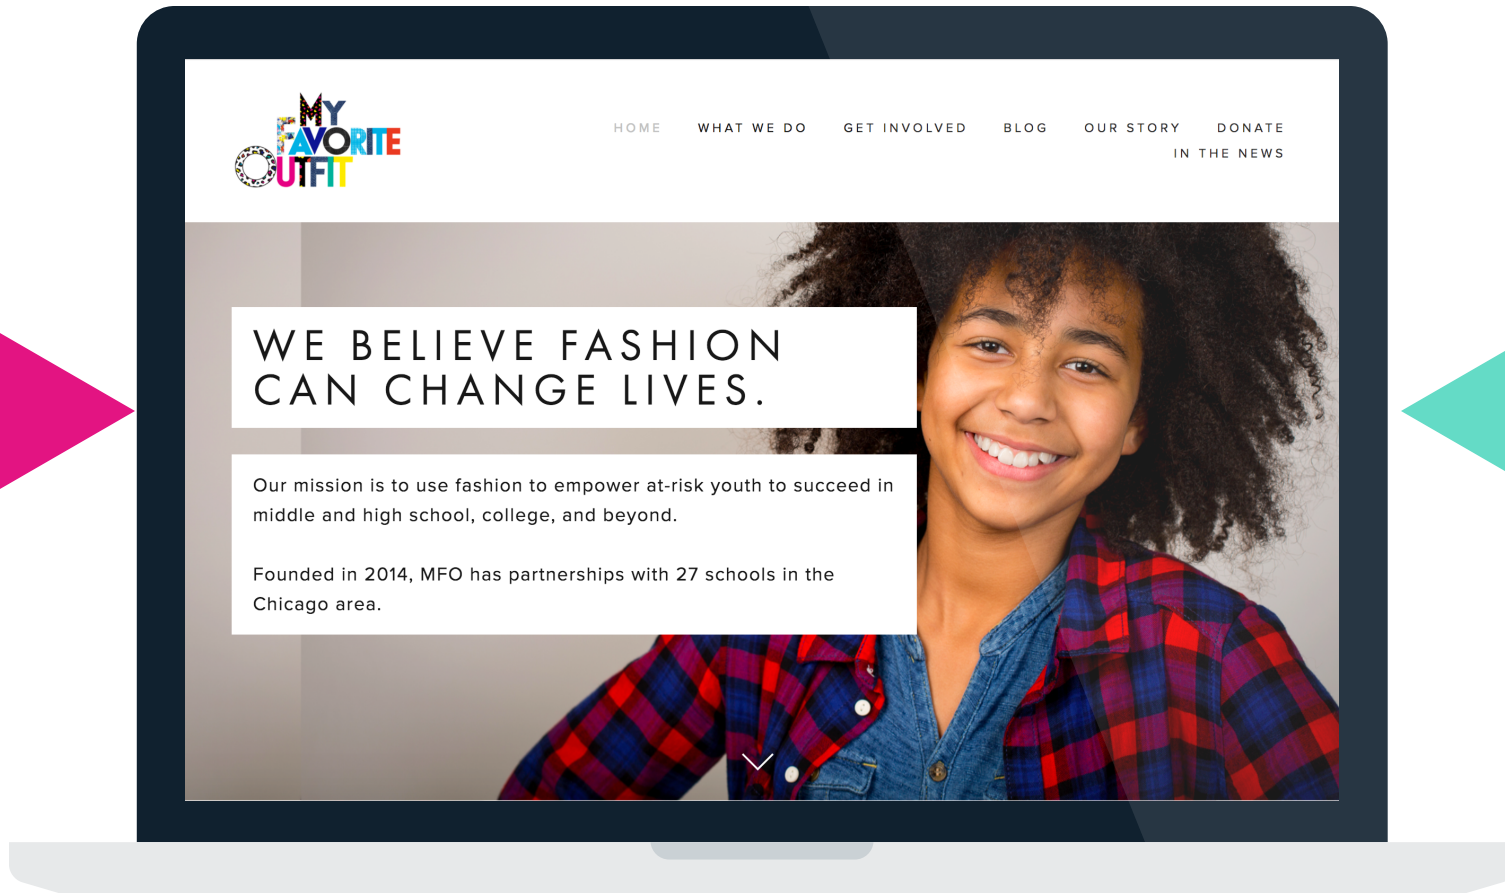 MY
FAVORITE
OUTFIT
HOME WHAT WE DO GET INVOLVED BLOG OUR STORY DONATE
IN THE NEWS
WE BELIEVE FASHION
CAN CHANGE LIVES.
Our mission is to use fashion to empower at-risk youth to succeed in
middle and high school, college, and beyond.
Founded in 2014, MFO has partnerships with 27 schools in the
Chicago area.